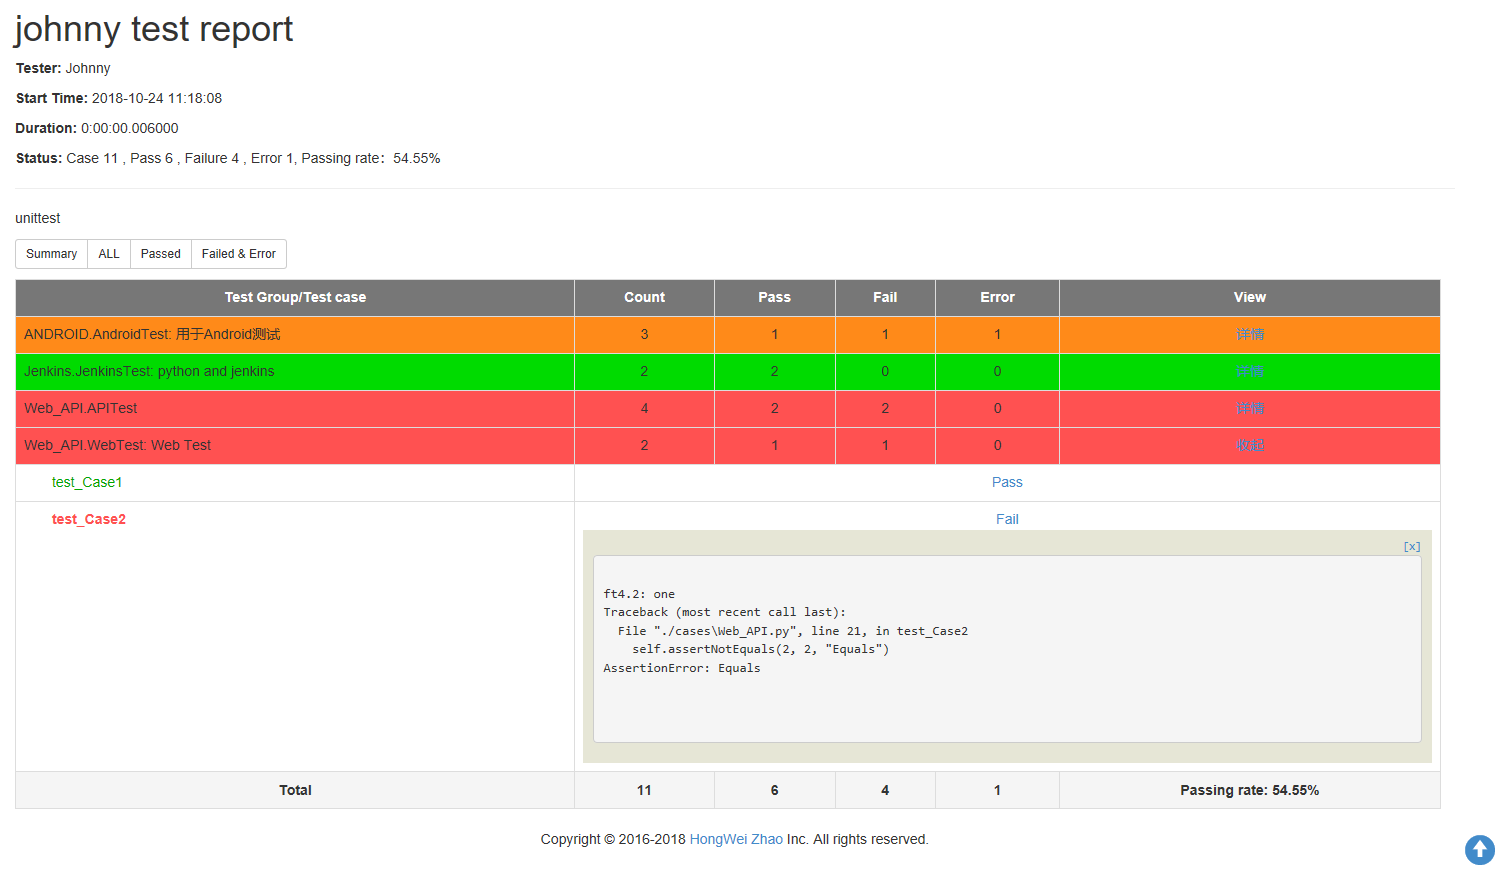 johnny test report
Tester: Johnny
Start Time: 2018-10-24 11:18:08
Duration: 0:00:00.006000
Status: Case 11 , Pass 6 , Failure 4 , Error 1, Passing rate：54.55%
unittest
Summary ALL Passed Failed & Error
Test Group/Test case Count Pass Fail Error View
ANDROID.AndroidTest: 用于Android测试 3 1 1 1 详情
Jenkins.JenkinsTest: python and jenkins 2 2 0 0 详情
Web_API.APITest 4 2 2 0 详情
Web_API.WebTest: Web Test 2 1 1 0 收起
test_Case1 Pass
test_Case2 Fail
[x]
ft4.2: one
Traceback (most recent call last):
File "./cases\Web_API.py", line 21, in test_Case2
self.assertNotEquals(2, 2, "Equals")
AssertionError: Equals
Total 11 6 4 1 Passing rate: 54.55%
Copyright © 2016-2018 HongWei Zhao Inc. All rights reserved.